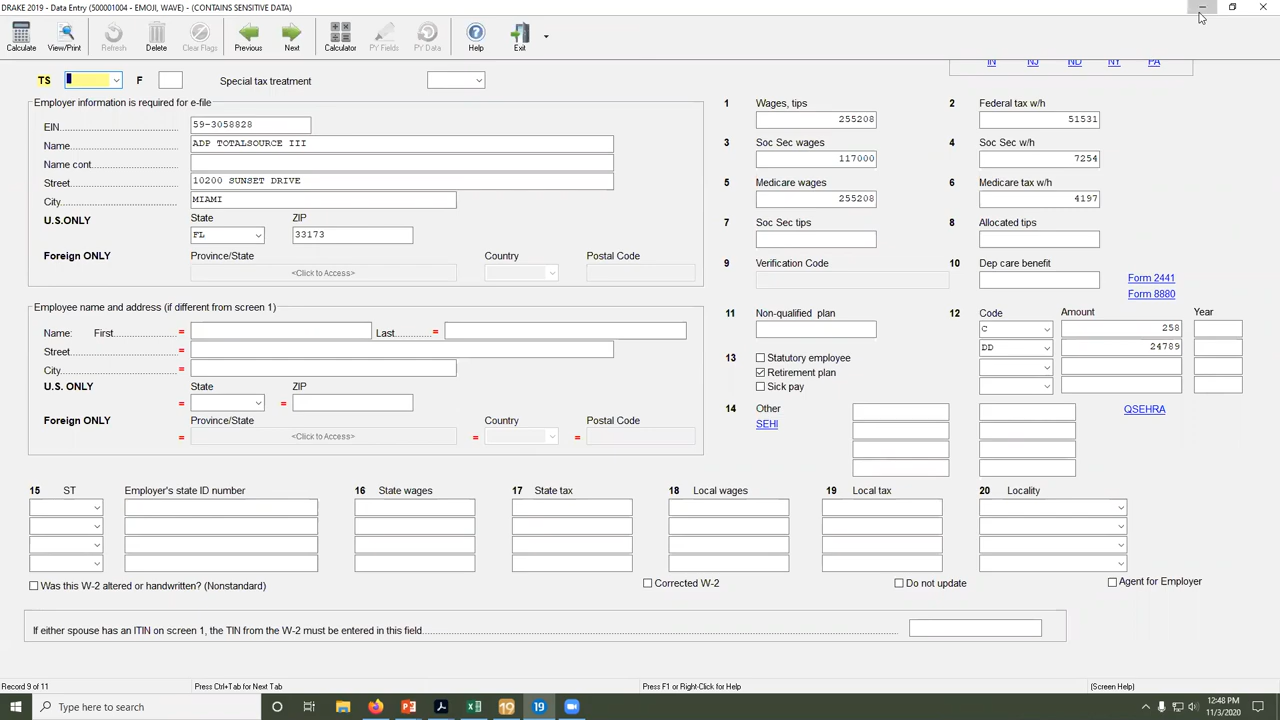 DRAKE 2019 - Data Entry (500001004 - EMOJI, WAVE) - (CONTAINS SENSITIVE DATA)
Calculate View/Print Refresh Delete Clear Flags Previous Next Calculator PY Fields PY Data Help Exit
IN NJ ND NY PA
TS F Special tax treatment
Employer information is required for e-file
EIN 59-3058828
Name ADP TOTALSOURCE III
Name cont
Street 10200 SUNSET DRIVE
City MIAMI
U.S.ONLY State ZIP
FL 33173
Foreign ONLY Province/State Country Postal Code
<Click to Access>
Employee name and address (if different from screen 1)
Name: First = Last =
Street =
City =
U.S. ONLY State ZIP
= =
Foreign ONLY Province/State Country Postal Code
= <Click to Access> = =
1 Wages, tips 2 Federal tax w/h
255208 51531
3 Soc Sec wages 4 Soc Sec w/h
117000 7254
5 Medicare wages 6 Medicare tax w/h
255208 4197
7 Soc Sec tips 8 Allocated tips
9 Verification Code 10 Dep care benefit
Form 2441
Form 8880
11 Non-qualified plan 12 Code Amount Year
C 258
DD 24789
13 Statutory employee
Retirement plan
Sick pay
14 Other QSEHRA
SEHI
15 ST Employer's state ID number 16 State wages 17 State tax 18 Local wages 19 Local tax 20 Locality
Was this W-2 altered or handwritten? (Nonstandard) Corrected W-2 Do not update Agent for Employer
If either spouse has an ITIN on screen 1, the TIN from the W-2 must be entered in this field
Record 9 of 11 Press Ctrl+Tab for Next Tab Press F1 or Right-Click for Help (Screen Help)
Type here to search 19 19 12:48 PM
11/3/2020